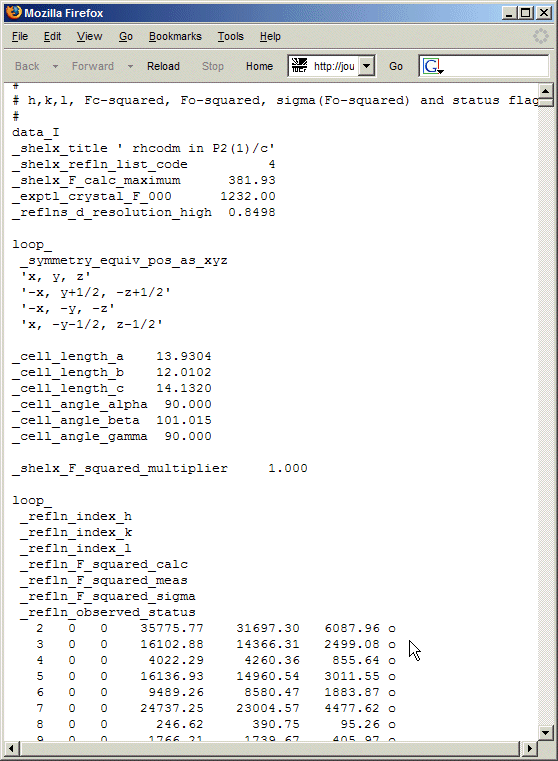 Mozilla Firefox
File Edit View Go Bookmarks Tools Help
Back Forward Reload Stop Home http://jou Go G
#
# h,k,l, Fc-squared, Fo-squared, sigma(Fo-squared) and status flag
#
data_I
_shelx_title ' rhcodm in P2(1)/c'
_shelx_refln_list_code 4
_shelx_F_calc_maximum 381.93
_exptl_crystal_F_000 1232.00
_reflns_d_resolution_high 0.8498
loop_
_symmetry_equiv_pos_as_xyz
'x, y, z'
'-x, y+1/2, -z+1/2'
'-x, -y, -z'
'x, -y-1/2, z-1/2'
_cell_length_a 13.9304
_cell_length_b 12.0102
_cell_length_c 14.1320
_cell_angle_alpha 90.000
_cell_angle_beta 101.015
_cell_angle_gamma 90.000
_shelx_F_squared_multiplier 1.000
loop_
_refln_index_h
_refln_index_k
_refln_index_l
_refln_F_squared_calc
_refln_F_squared_meas
_refln_F_squared_sigma
_refln_observed_status
2 0 0 35775.77 31697.30 6087.96 o
3 0 0 16102.88 14366.31 2499.08 o
4 0 0 4022.29 4260.36 855.64 o
5 0 0 16136.93 14960.54 3011.55 o
6 0 0 9489.26 8580.47 1883.87 o
7 0 0 24737.25 23004.57 4477.62 o
8 0 0 246.62 390.75 95.26 o
9 0 0 1766.21 1739.67 405.97 o